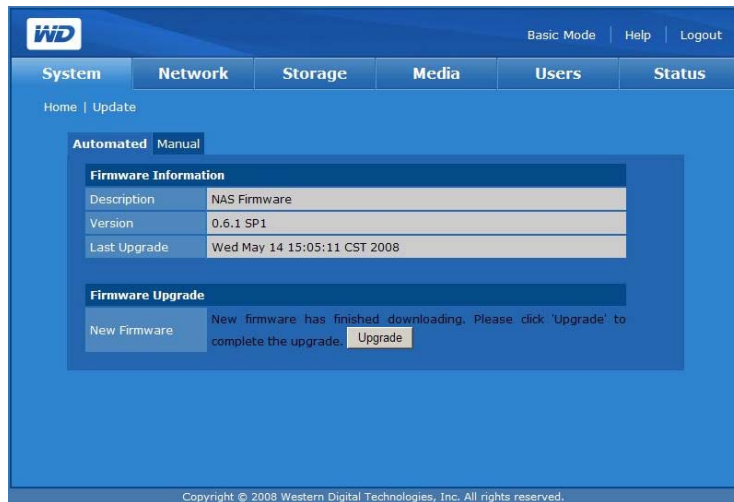 WD
Basic Mode | Help | Logout
System Network Storage Media Users Status
Home | Update
Automated Manual
Firmware Information
Description NAS Firmware
Version 0.6.1 SP1
Last Upgrade Wed May 14 15:05:11 CST 2008
Firmware Upgrade
New Firmware New firmware has finished downloading. Please click 'Upgrade' to
complete the upgrade. Upgrade
Copyright © 2008 Western Digital Technologies, Inc. All rights reserved.